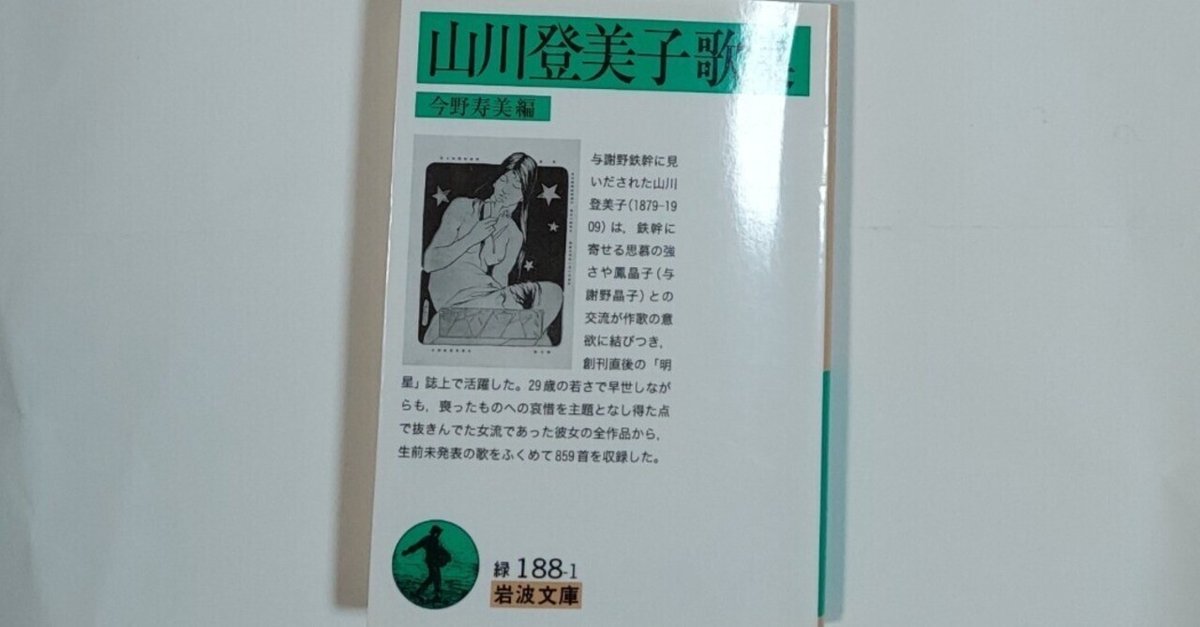 山川登美子歌集
今野寿美編
与謝野鉄幹に見
いだされた山川
登美子(1879-19
09)は，鉄幹に
寄せる思慕の強
さや鳳晶子(与
謝野晶子)との
交流が作歌の意
欲に結びつき，
創刊直後の「明
星」誌上で活躍した。29歳の若さで早世しなが
らも，喪ったものへの哀惜を主題となし得た点
で抜きんでた女流であった彼女の全作品から，
生前未発表の歌をふくめて859首を収録した。
緑 188-1
岩波文庫